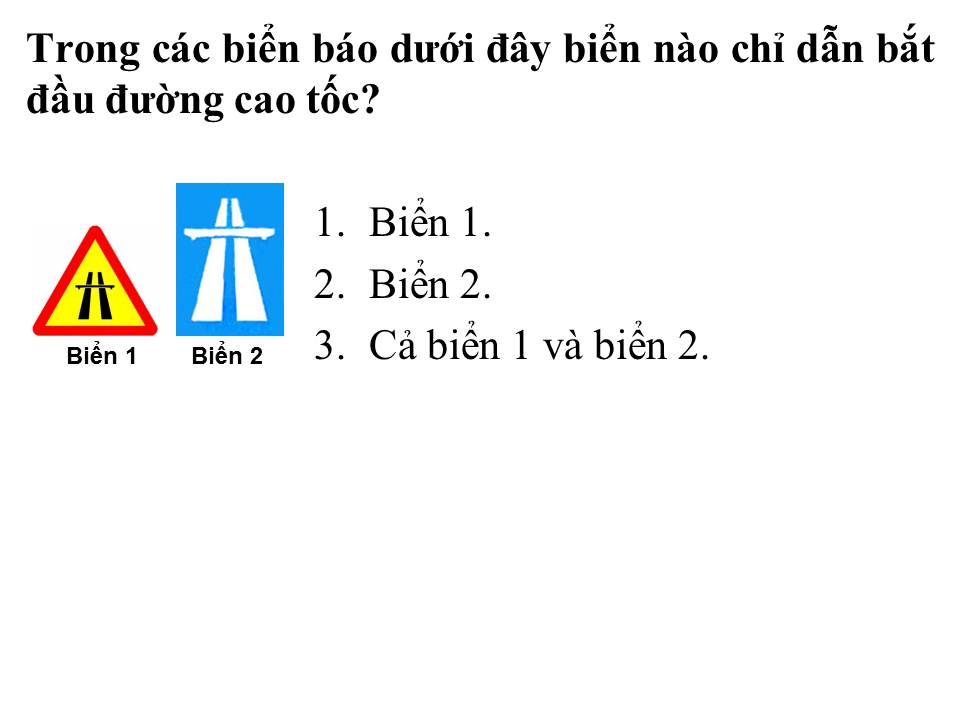 Trong các biển báo dưới đây biển nào chỉ dẫn bắt
đầu đường cao tốc?
1. Biển 1.
2. Biển 2.
3. Cả biển 1 và biển 2.
Biển 1
Biển 2